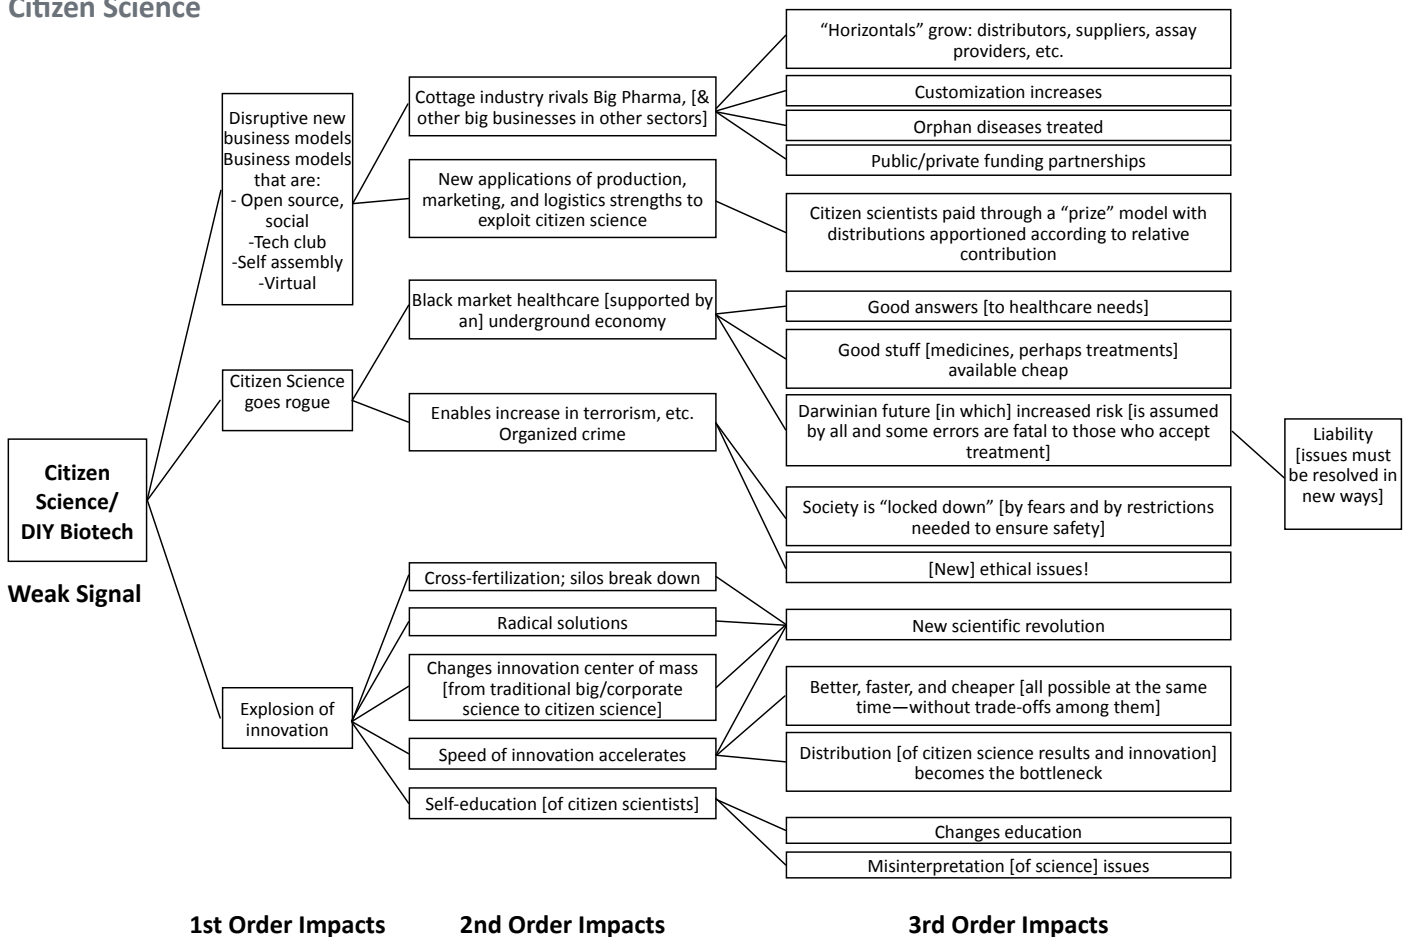 Citizen Science
Citizen
Science/
DIY Biotech
Weak Signal
Disruptive new
business models
Business models
that are:
- Open source,
social
-Tech club
-Self assembly
-Virtual
Citizen Science
goes rogue
Explosion of
innovation
1st Order Impacts
Cottage industry rivals Big Pharma, [&
other big businesses in other sectors]
New applications of production,
marketing, and logistics strengths to
exploit citizen science
Black market healthcare [supported by
an] underground economy
Enables increase in terrorism, etc.
Organized crime
Cross-fertilization; silos break down
Radical solutions
Changes innovation center of mass
[from traditional big/corporate
science to citizen science]
Speed of innovation accelerates
Self-education [of citizen scientists]
2nd Order Impacts
“Horizontals” grow: distributors, suppliers, assay
providers, etc.
Customization increases
Orphan diseases treated
Public/private funding partnerships
Citizen scientists paid through a “prize” model with
distributions apportioned according to relative
contribution
Good answers [to healthcare needs]
Good stuff [medicines, perhaps treatments]
available cheap
Darwinian future [in which] increased risk [is assumed
by all and some errors are fatal to those who accept
treatment]
Society is “locked down” [by fears and by restrictions
needed to ensure safety]
[New] ethical issues!
New scientific revolution
Better, faster, and cheaper [all possible at the same
time—without trade-offs among them]
Distribution [of citizen science results and innovation]
becomes the bottleneck
Changes education
Misinterpretation [of science] issues
3rd Order Impacts
Liability
[issues must
be resolved in
new ways]